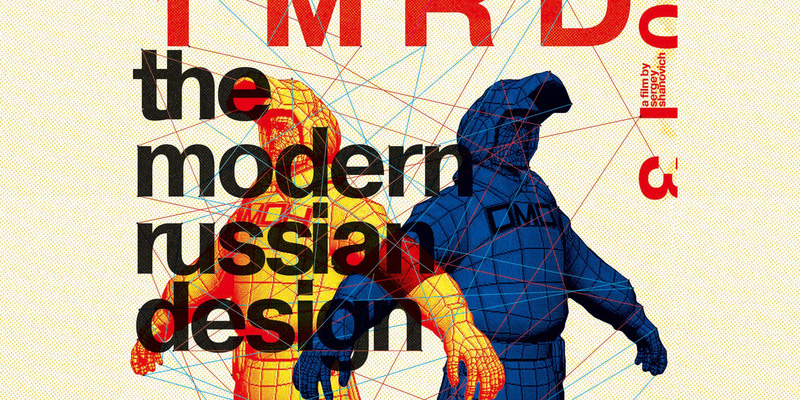 TMRD
the
modern
russian
design
a film by
sergey
shanovich